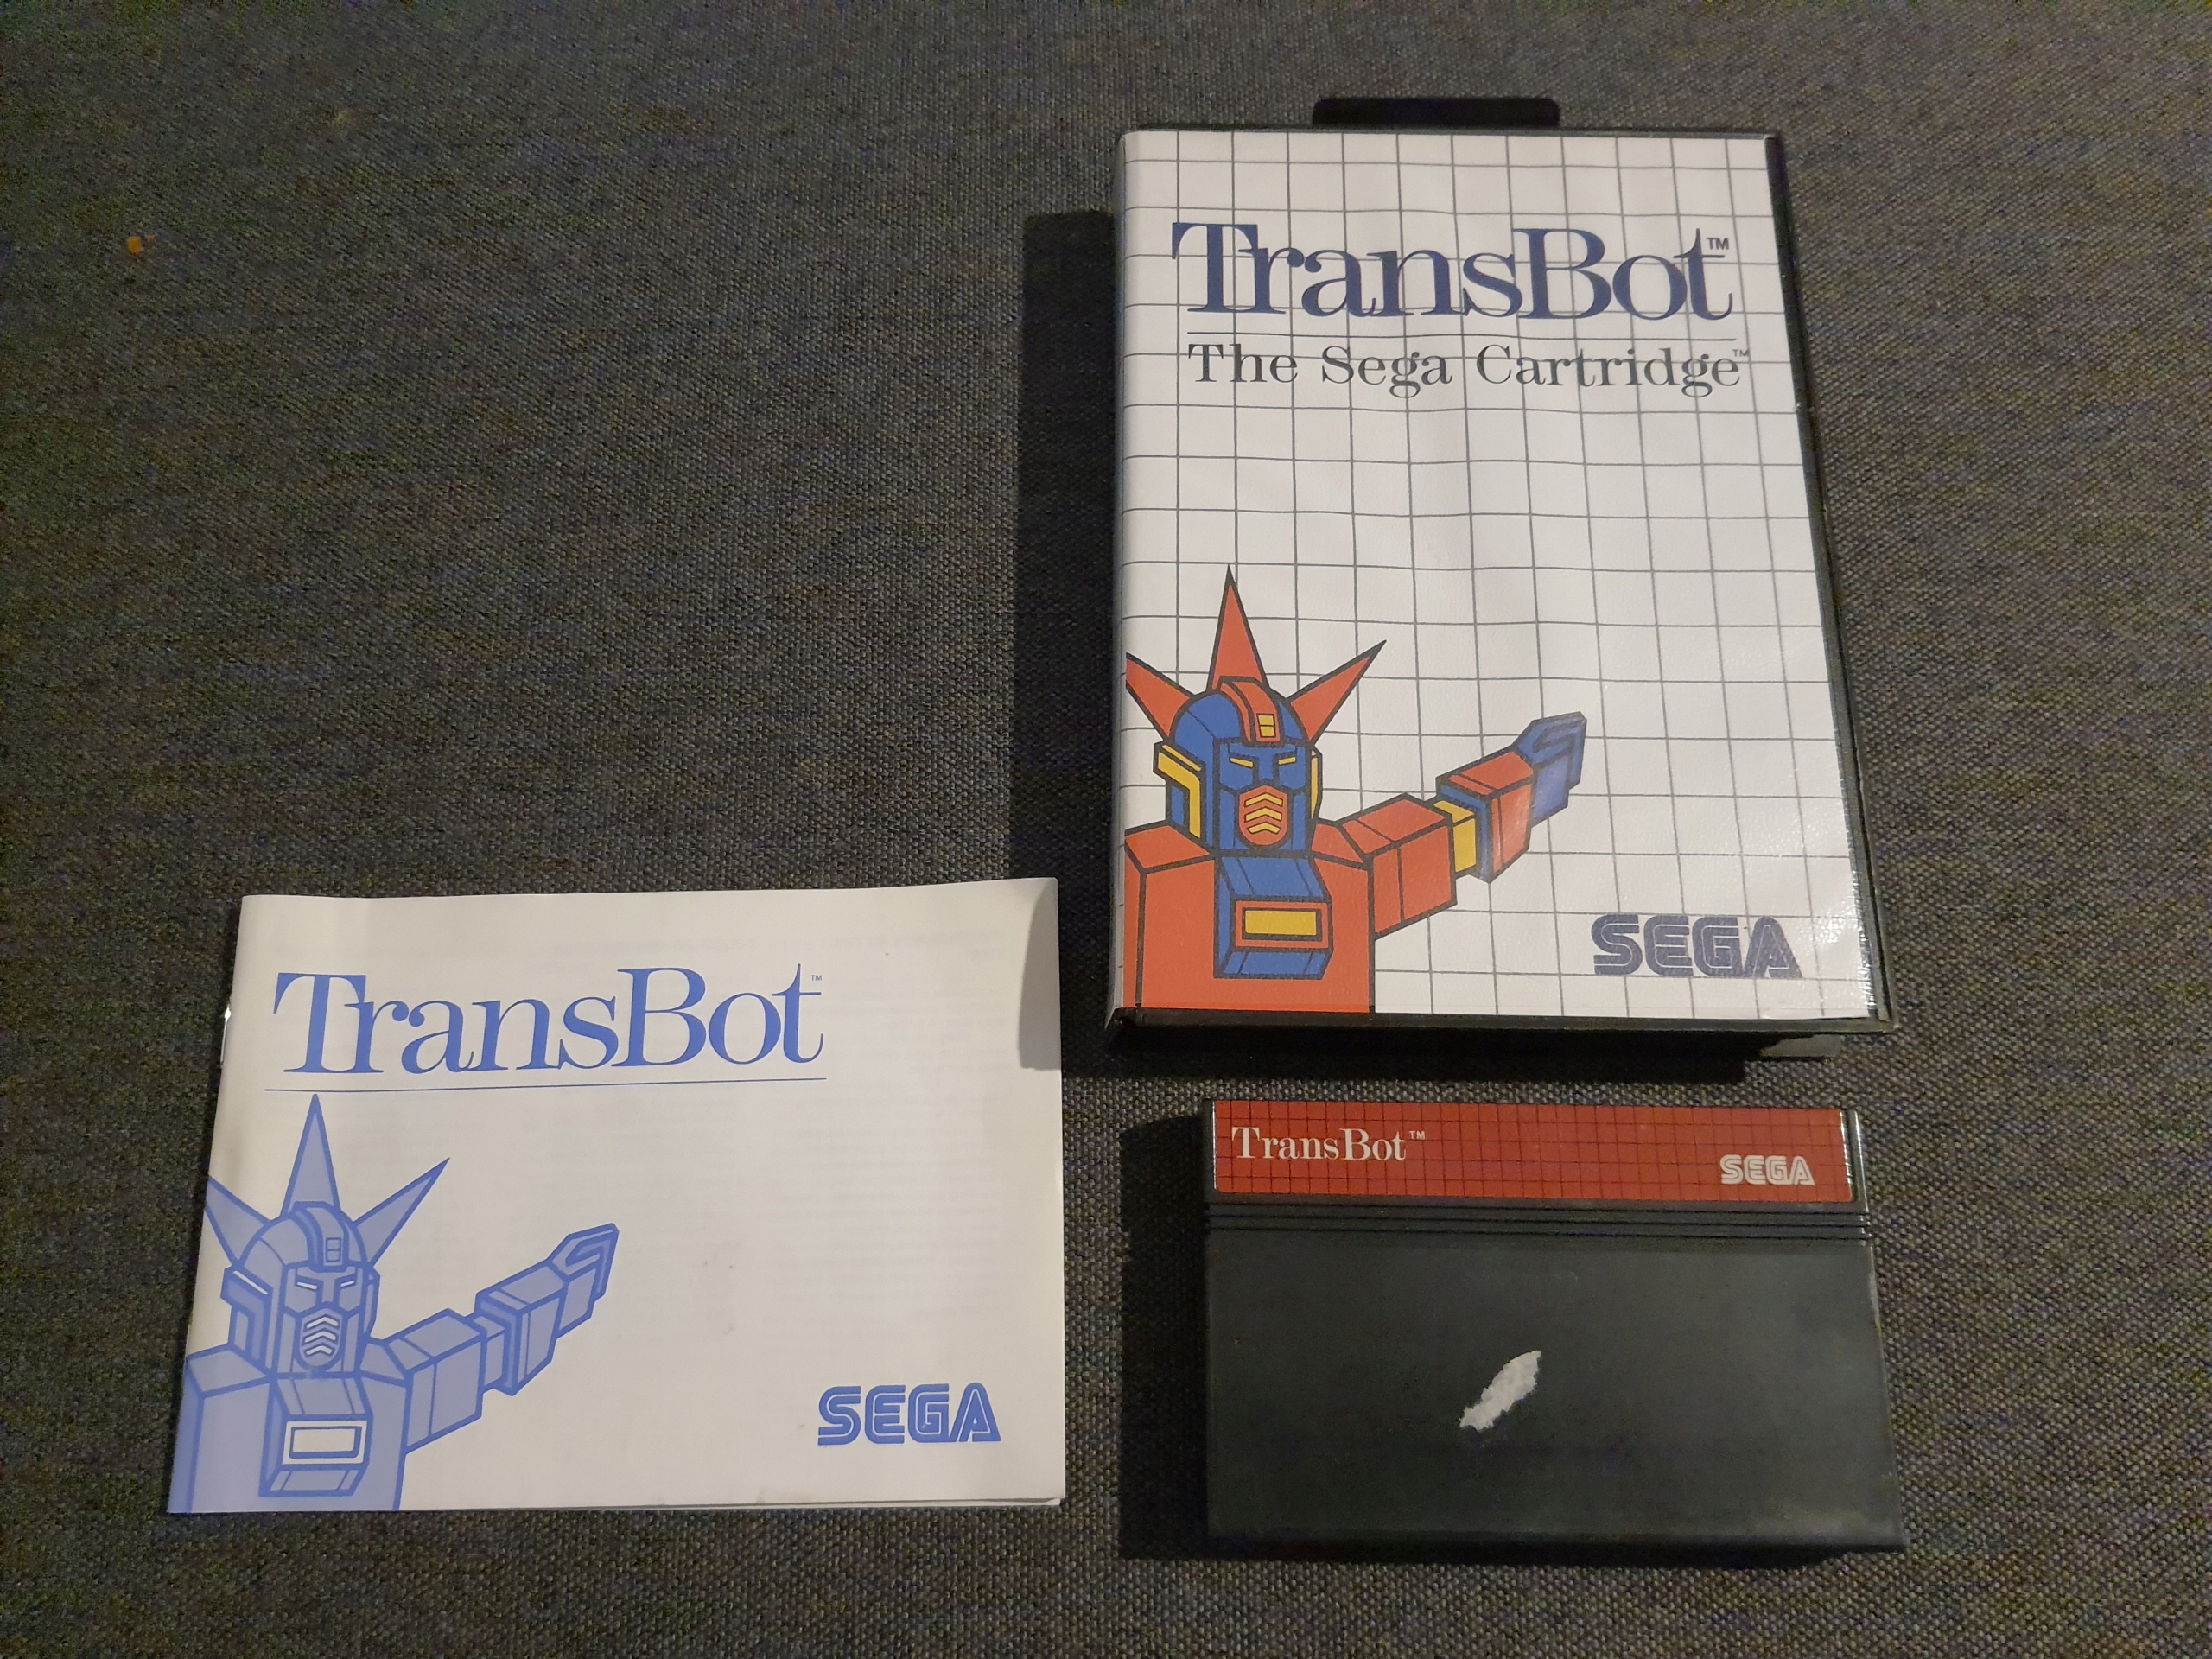 TransBot™
The Sega Cartridge™
SEGA
TransBot™
SEGA
TransBot™
SEGA